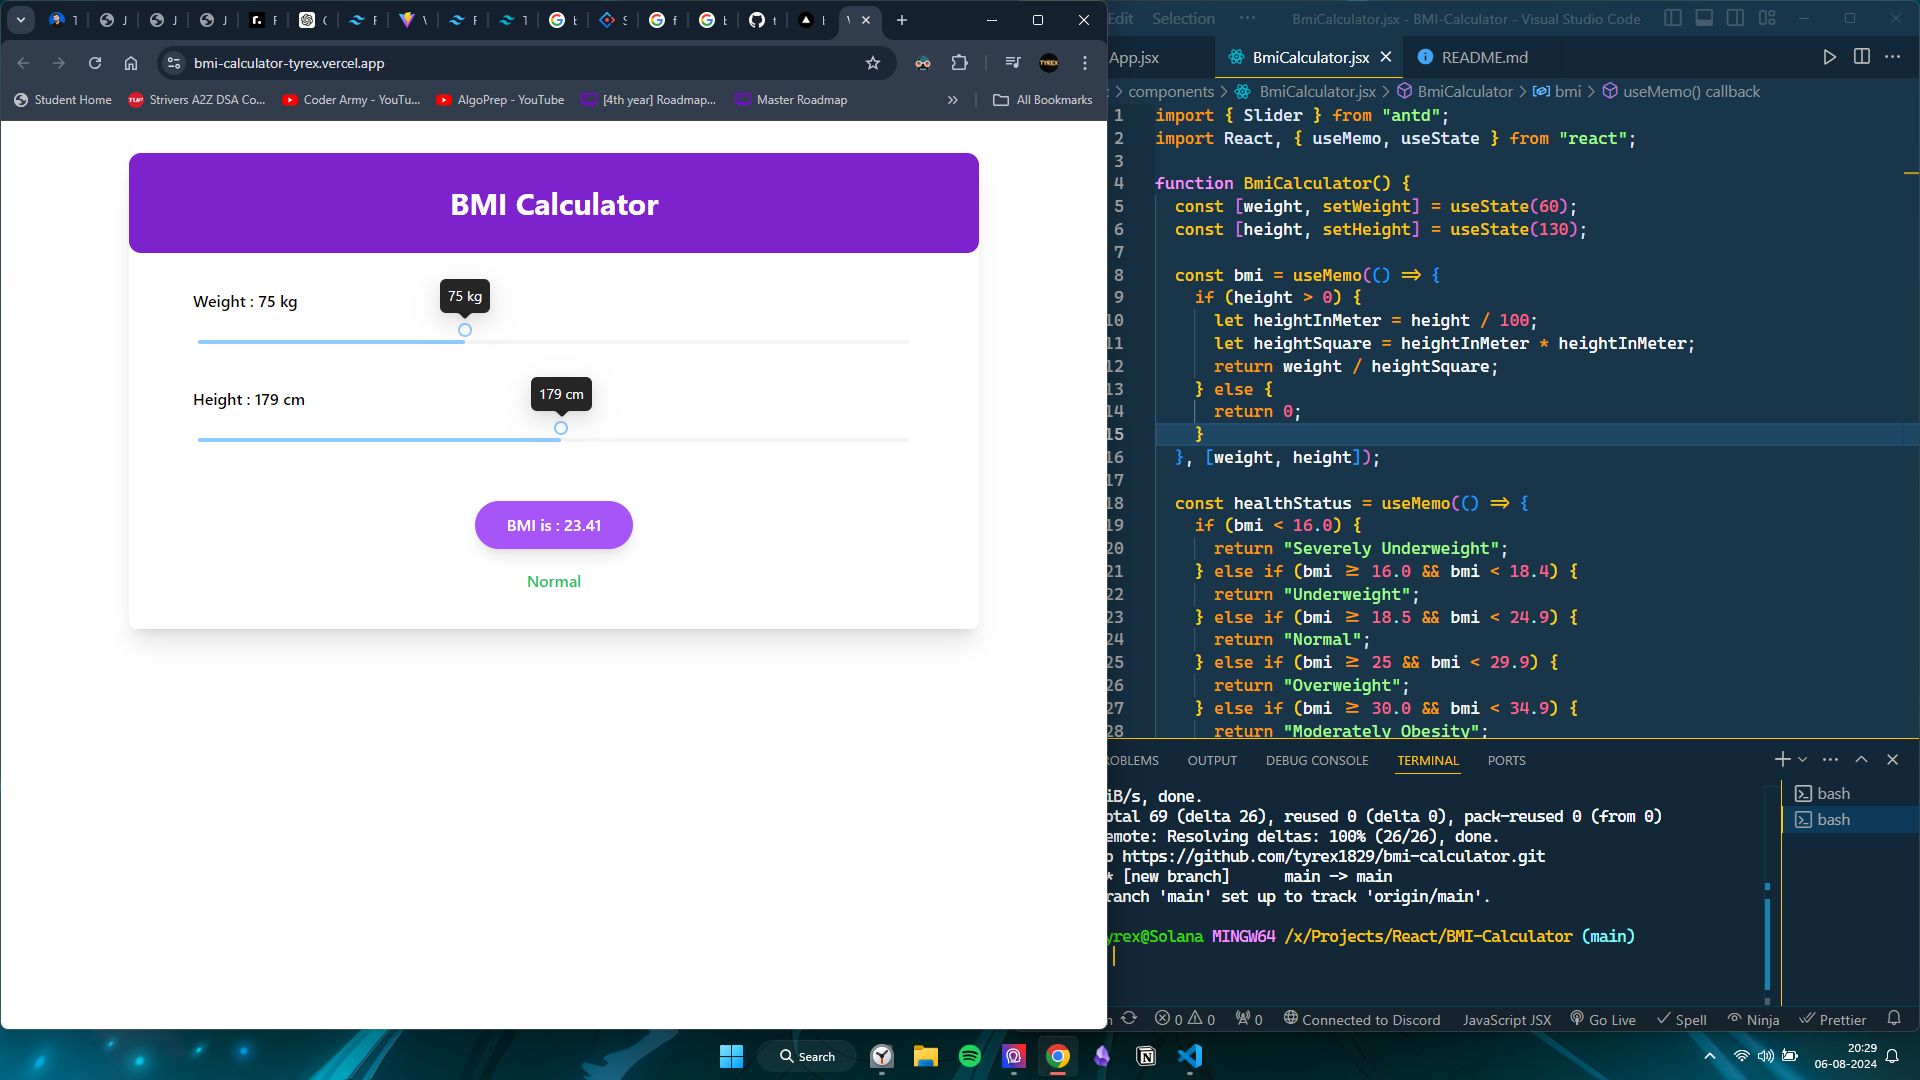 bmi-calculator-tyrex.vercel.app
TYREX
Student Home
Strivers A2Z DSA Co...
Coder Army - YouTu...
AlgoPrep - YouTube
[4th year] Roadmap...
Master Roadmap
All Bookmarks
BMI Calculator
Weight : 75 kg
75 kg
Height : 179 cm
179 cm
BMI is : 23.41
Normal
Edit Selection ··· BmiCalculator.jsx - BMI-Calculator - Visual Studio Code
App.jsx
BmiCalculator.jsx
README.md
components > BmiCalculator.jsx > BmiCalculator > bmi > useMemo() callback
1 import { Slider } from "antd";
2 import React, { useMemo, useState } from "react";
3
4 function BmiCalculator() {
5 const [weight, setWeight] = useState(60);
6 const [height, setHeight] = useState(130);
7
8 const bmi = useMemo(() => {
9 if (height > 0) {
10 let heightInMeter = height / 100;
11 let heightSquare = heightInMeter * heightInMeter;
12 return weight / heightSquare;
13 } else {
14 return 0;
15 }
16 }, [weight, height]);
17
18 const healthStatus = useMemo(() => {
19 if (bmi < 16.0) {
20 return "Severely Underweight";
21 } else if (bmi >= 16.0 && bmi < 18.4) {
22 return "Underweight";
23 } else if (bmi >= 18.5 && bmi < 24.9) {
24 return "Normal";
25 } else if (bmi >= 25 && bmi < 29.9) {
26 return "Overweight";
27 } else if (bmi >= 30.0 && bmi < 34.9) {
28 return "Moderately Obesity";
ROBLEMS OUTPUT DEBUG CONSOLE TERMINAL PORTS
iB/s, done.
otal 69 (delta 26), reused 0 (delta 0), pack-reused 0 (from 0)
emote: Resolving deltas: 100% (26/26), done.
o https://github.com/tyrex1829/bmi-calculator.git
* [new branch] main -> main
ranch 'main' set up to track 'origin/main'.
yrex@Solana MINGW64 /x/Projects/React/BMI-Calculator (main)
bash
bash
0 0 0 Connected to Discord JavaScript JSX Go Live Spell Ninja Prettier
Search
20:29
06-08-2024